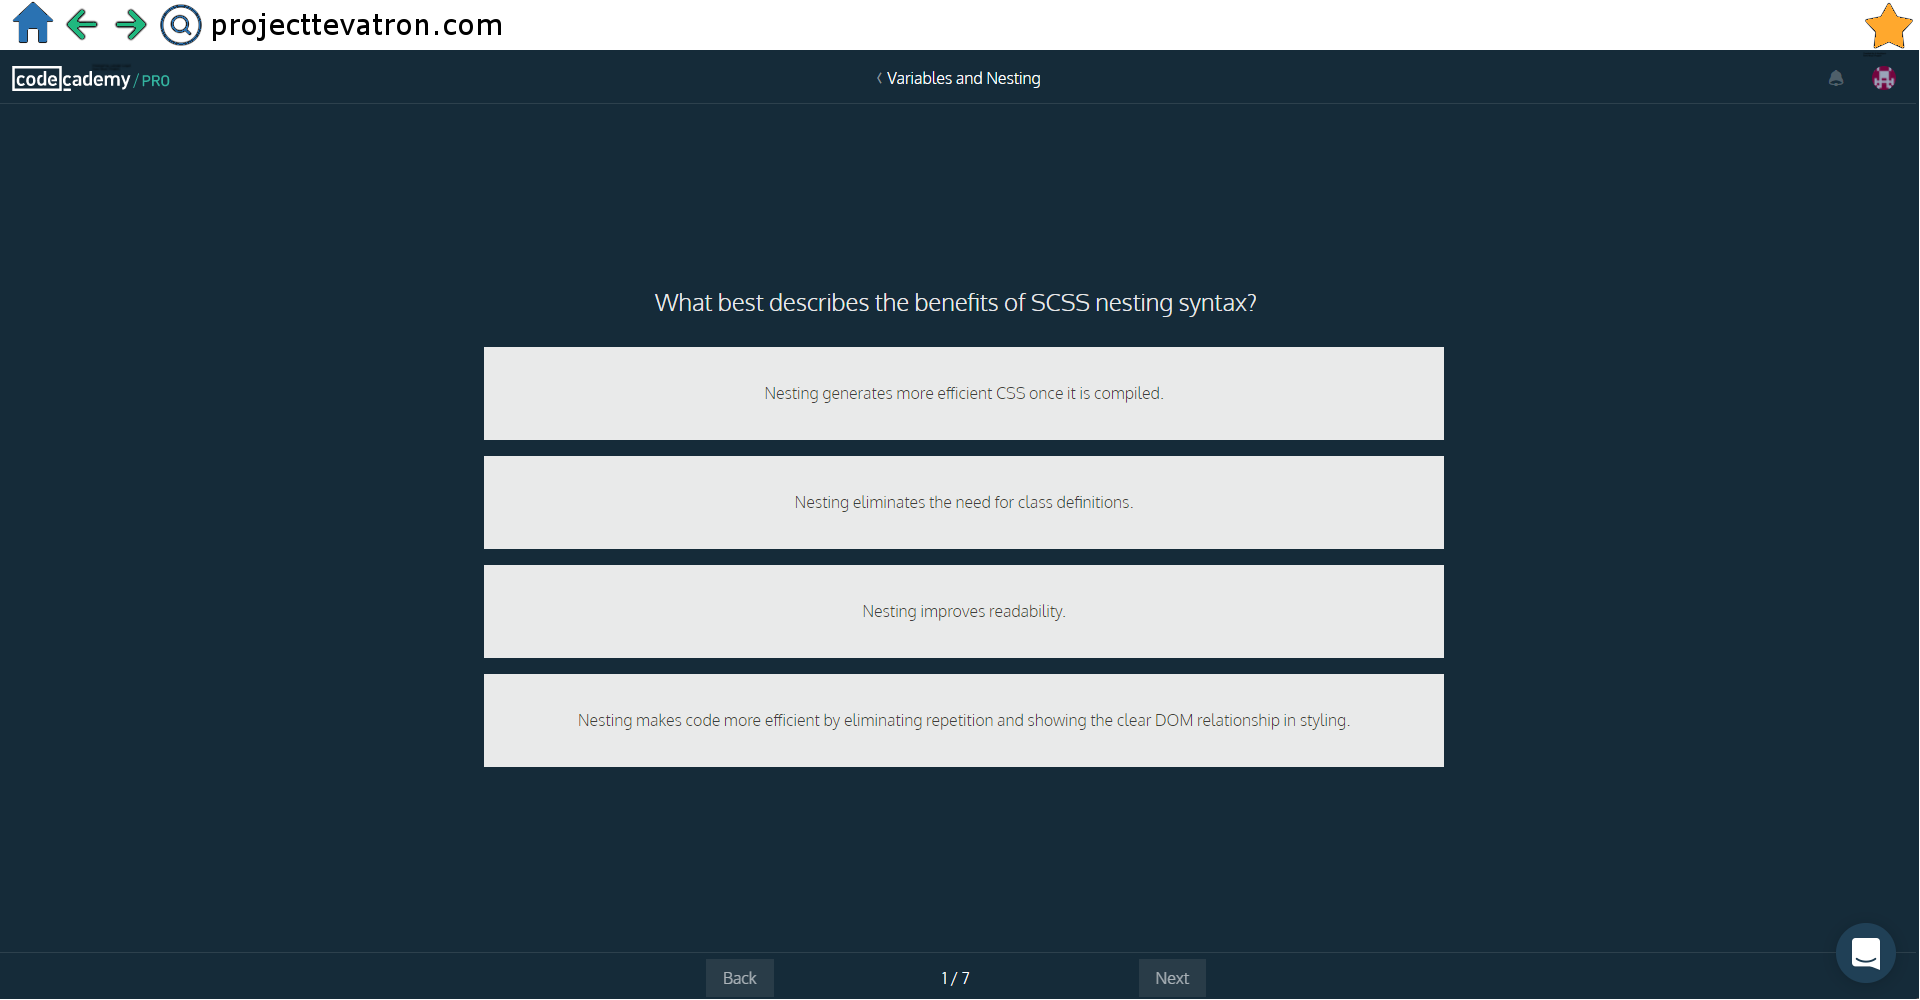 projecttevatron.com
codecademy/PRO
Variables and Nesting
What best describes the benefits of SCSS nesting syntax?
Nesting generates more efficient CSS once it is compiled.
Nesting eliminates the need for class definitions.
Nesting improves readability.
Nesting makes code more efficient by eliminating repetition and showing the clear DOM relationship in styling.
Back
1 / 7
Next